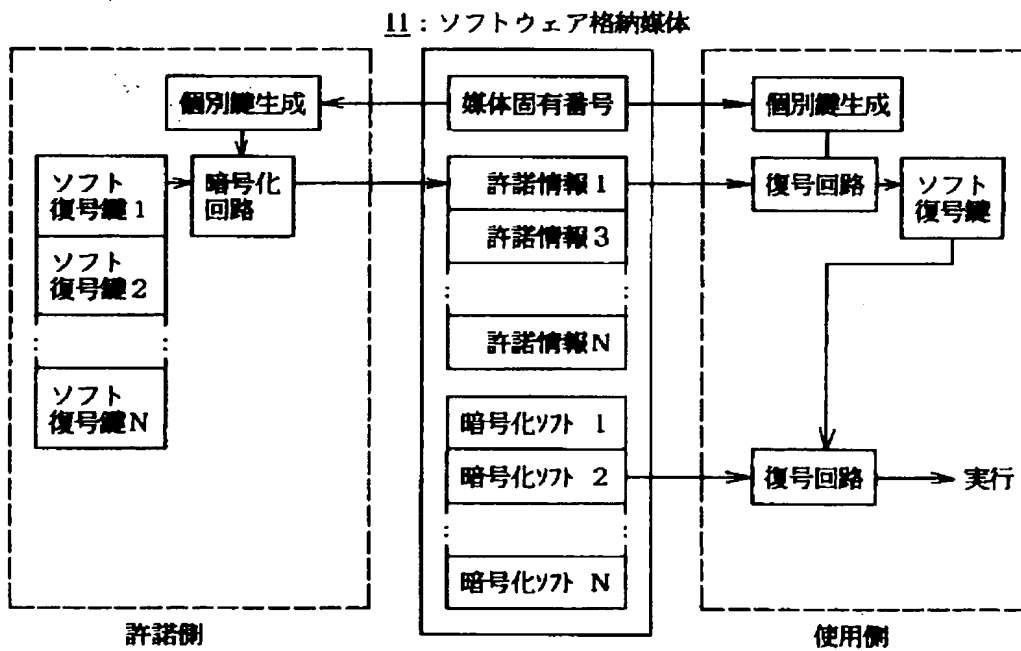 11:ソフトウェア格納媒体
個別鍵生成
ソフト
復号鍵1
ソフト
復号鍵2
ソフト
復号鍵N
暗号化
回路
許諾側
媒体固有番号
許諾情報1
許諾情報3
許諾情報N
暗号化ソフト 1
暗号化ソフト 2
暗号化ソフト N
個別鍵生成
復号回路
ソフト
復号鍵
復号回路
実行
使用側